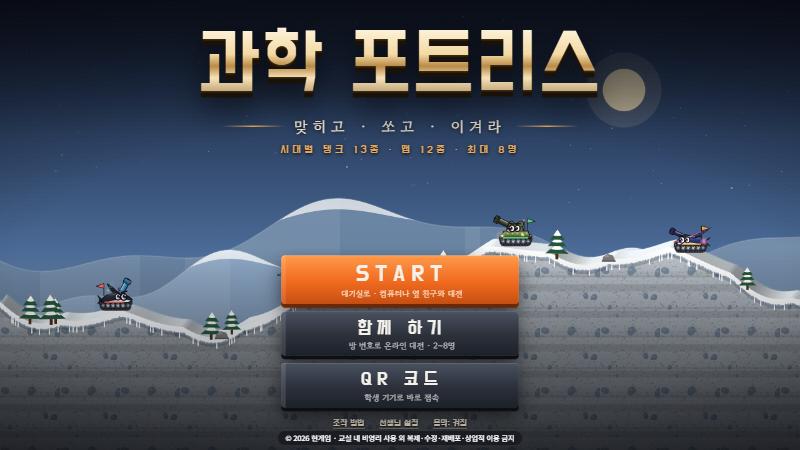 과학 포트리스
맞히고 · 쏘고 · 이겨라
시대별 탱크 13종 · 맵 12종 · 최대 8명
START
대기실로 · 컴퓨터나 옆 친구와 대전
함께 하기
방 번호로 온라인 대전 · 2~8명
QR 코드
학생 기기로 바로 접속
조작 방법 선생님 설정 음악: 켜짐
© 2026 현게임 · 교실 내 비영리 사용 외 복제·수정·재배포·상업적 이용 금지